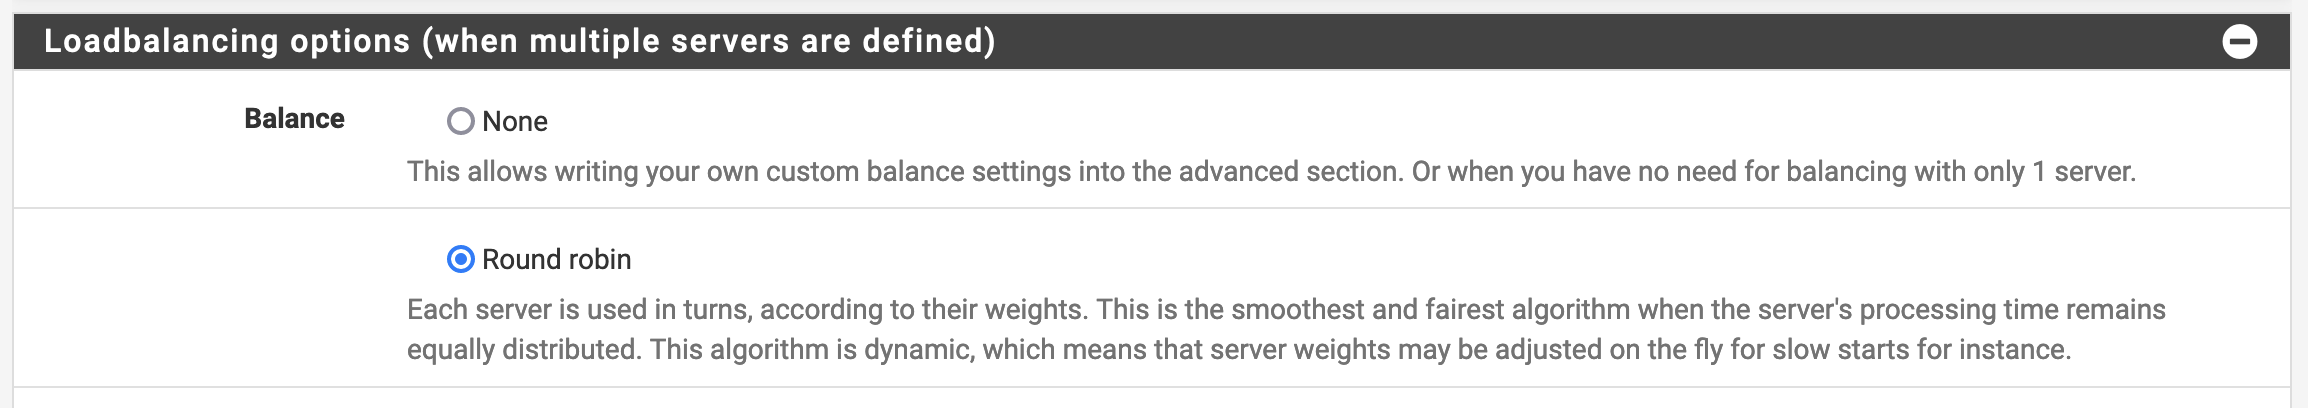 Loadbalancing options (when multiple servers are defined)
Balance
None
This allows writing your own custom balance settings into the advanced section. Or when you have no need for balancing with only 1 server.
Round robin
Each server is used in turns, according to their weights. This is the smoothest and fairest algorithm when the server's processing time remains
equally distributed. This algorithm is dynamic, which means that server weights may be adjusted on the fly for slow starts for instance.